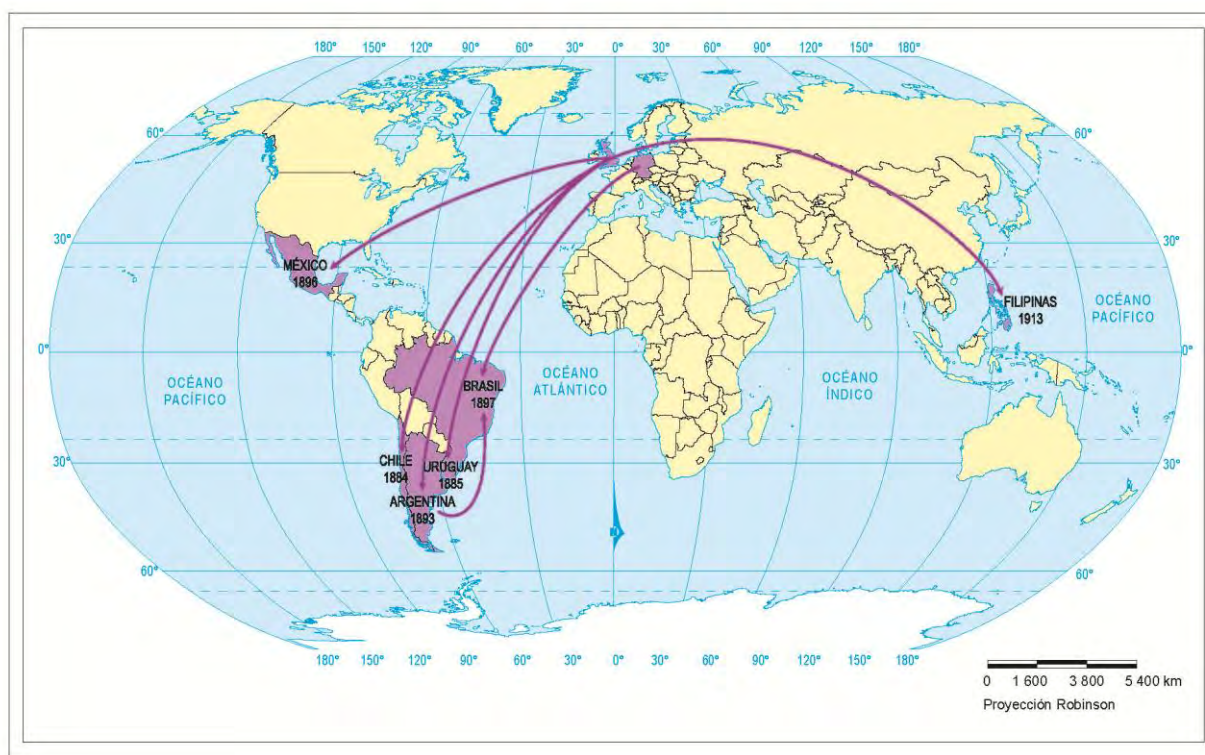 180° 150° 120° 90° 60° 30° 0° 30° 60° 90° 120° 150° 180°
60° 60°
30° 30°
MÉXICO
1896
FILIPINAS
1913
OCÉANO
PACÍFICO
0° 0°
OCÉANO
PACÍFICO
BRASIL
1897
OCÉANO
ATLÁNTICO
OCÉANO
ÍNDICO
30° 30°
CHILE
1884
URUGUAY
1885
ARGENTINA
1893
N
60° 60°
180° 150° 120° 90° 60° 30° 0° 30° 60° 90° 120° 150° 180°
0 1 600 3 800 5 400 km
Proyección Robinson